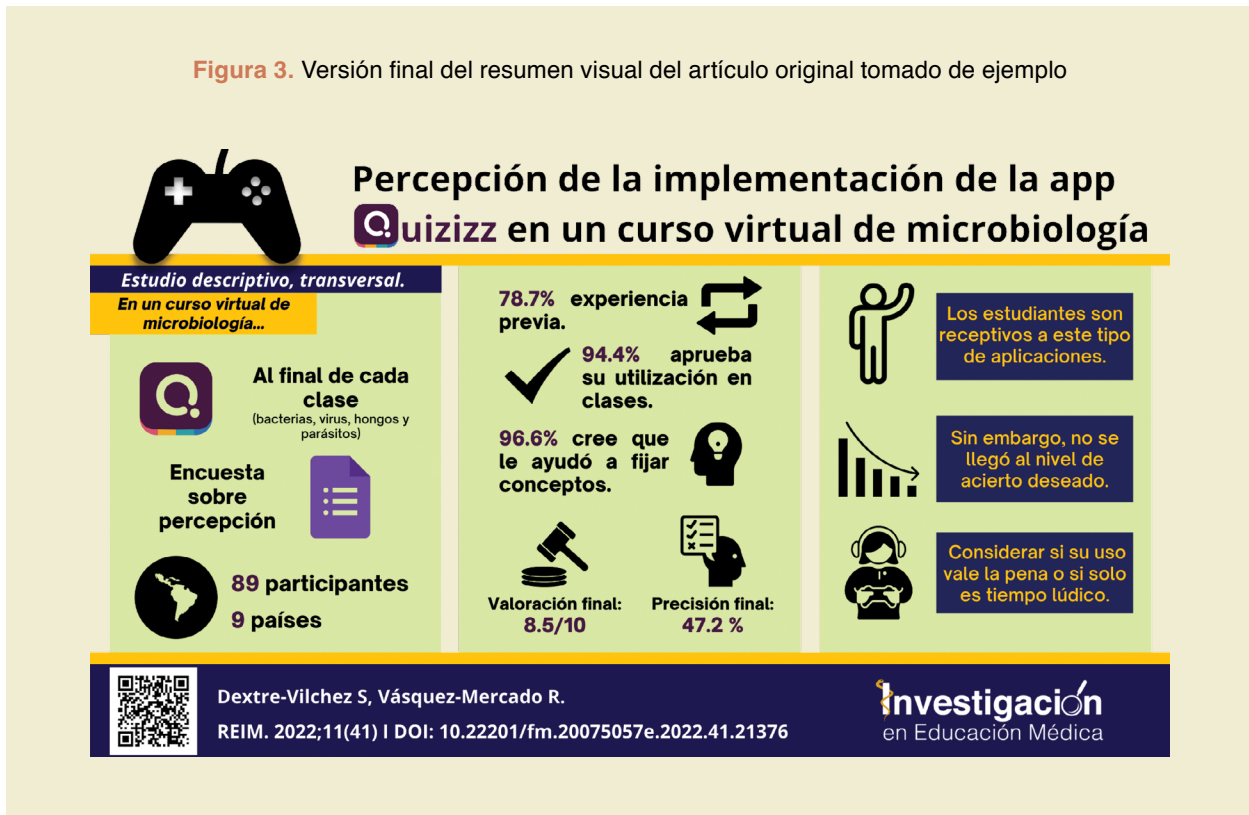 Figura 3. Versión final del resumen visual del artículo original tomado de ejemplo
Percepción de la implementación de la app
Quizizz en un curso virtual de microbiología
Estudio descriptivo, transversal.
En un curso virtual de
microbiología...
Al final de cada
clase
(bacterias, virus, hongos y
parásitos)
Encuesta
sobre
percepción
89 participantes
9 países
78.7% experiencia
previa.
94.4% aprueba
su utilización en
clases.
96.6% cree que
le ayudó a fijar
conceptos.
Valoración final:
8.5/10
Precisión final:
47.2 %
Los estudiantes son
receptivos a este tipo
de aplicaciones.
Sin embargo, no se
llegó al nivel de
acierto deseado.
Considerar si su uso
vale la pena o si solo
es tiempo lúdico.
Dextre-Vilchez S, Vásquez-Mercado R.
REIM. 2022;11(41) I DOI: 10.22201/fm.20075057e.2022.41.21376
Investigación
en Educación Médica